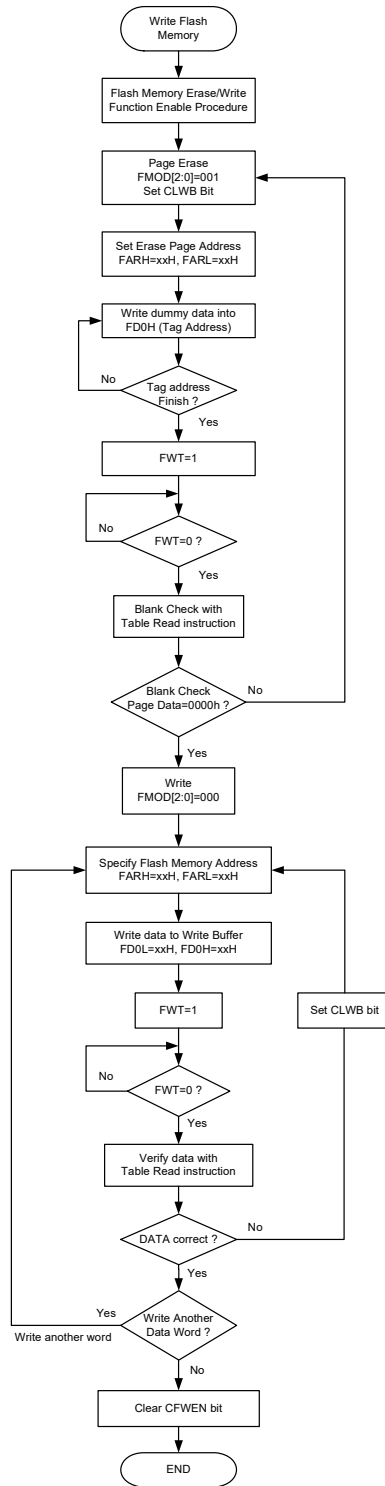 Write Flash
Memory
Flash Memory Erase/Write
Function Enable Procedure
Page Erase
FMOD[2:0]=001
Set CLWB Bit
Set Erase Page Address
FARH=xxH, FARL=xxH
Write dummy data into
FD0H (Tag Address)
No
Tag address
Finish ?
Yes
FWT=1
No
FWT=0 ?
Yes
Blank Check with
Table Read instruction
No
Blank Check
Page Data=0000h ?
Yes
Write
FMOD[2:0]=000
Specify Flash Memory Address
FARH=xxH, FARL=xxH
Write data to Write Buffer
FD0L=xxH, FD0H=xxH
FWT=1
Set CLWB bit
No
FWT=0 ?
Yes
Verify data with
Table Read instruction
No
DATA correct ?
Yes
Yes
Write Another
Data Word ?
Write another word
No
Clear CFWEN bit
END